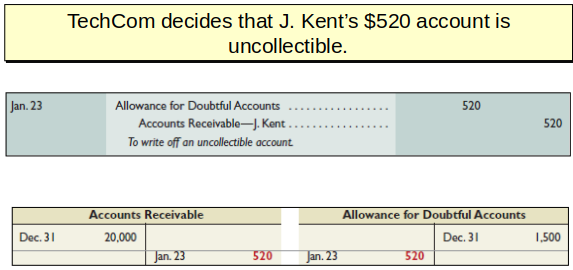 TechCom decides that J. Kent’s $520 account is
uncollectible.
Jan. 23 Allowance for Doubtful Accounts ................. 520
Accounts Receivable—J. Kent ................. 520
To write off an uncollectible account.
Accounts Receivable Allowance for Doubtful Accounts
Dec. 31 20,000 Dec. 31 1,500
Jan. 23 520 Jan. 23 520